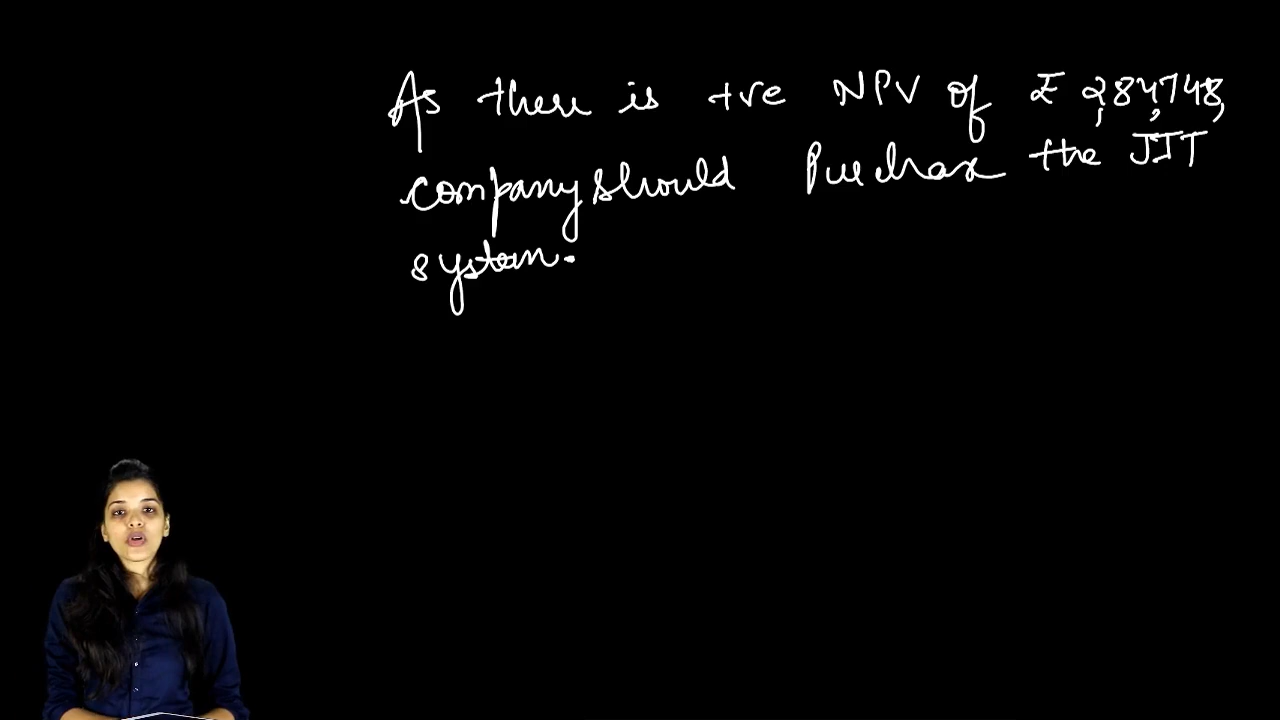 As there is +ve NPV of ₹ 2,84,748,
company should Purchase the JIT
system.